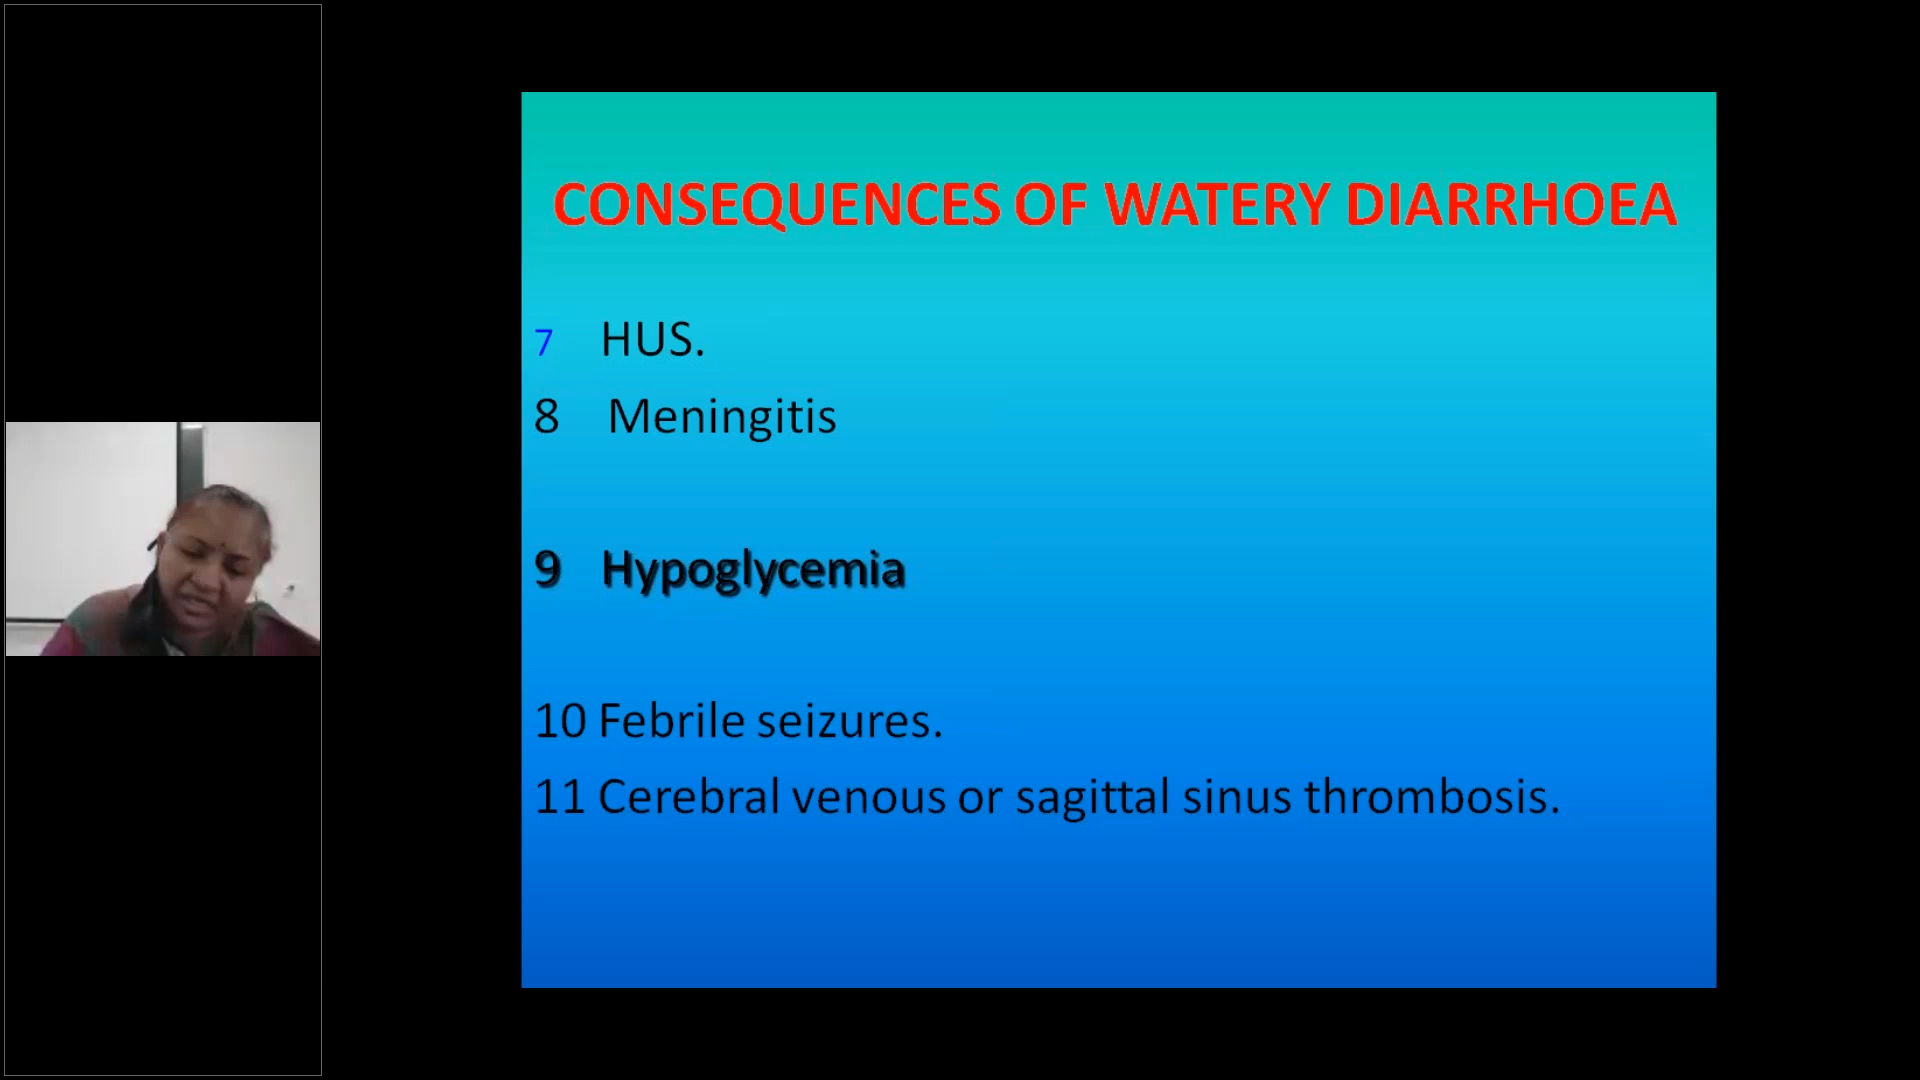 CONSEQUENCES OF WATERY DIARRHOEA
7 HUS.
8 Meningitis
9 Hypoglycemia
10 Febrile seizures.
11 Cerebral venous or sagittal sinus thrombosis.